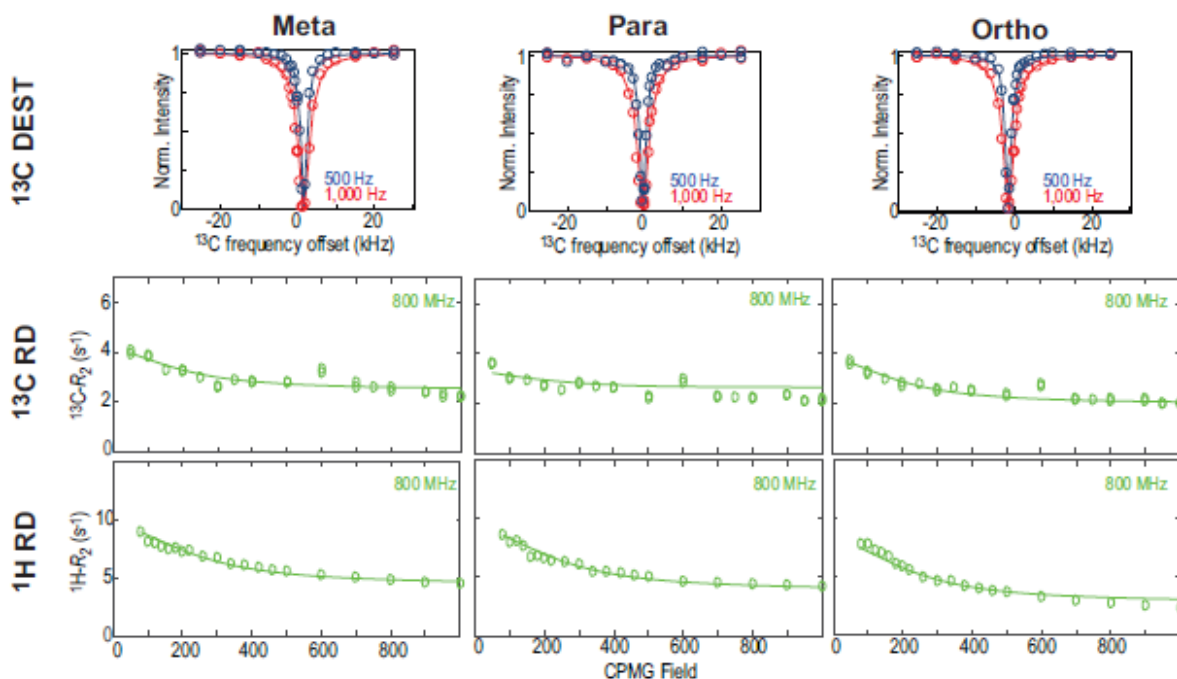 Meta
Para
Ortho
13C DEST
Norm. Intensity
1
0
500 Hz
1,000 Hz
-20
0
20
¹³C frequency offset (kHz)
Norm. Intensity
1
0
500 Hz
1,000 Hz
-20
0
20
¹³C frequency offset (kHz)
Norm. Intensity
1
0
500 Hz
1,000 Hz
-20
0
20
¹³C frequency offset (kHz)
13C RD
¹³C-R₂ (s⁻¹)
6
4
2
0
800 MHz
800 MHz
800 MHz
1H RD
¹H-R₂ (s⁻¹)
10
5
0
800 MHz
800 MHz
800 MHz
0 200 400 600 800
0 200 400 600 800
0 200 400 600 800
CPMG Field